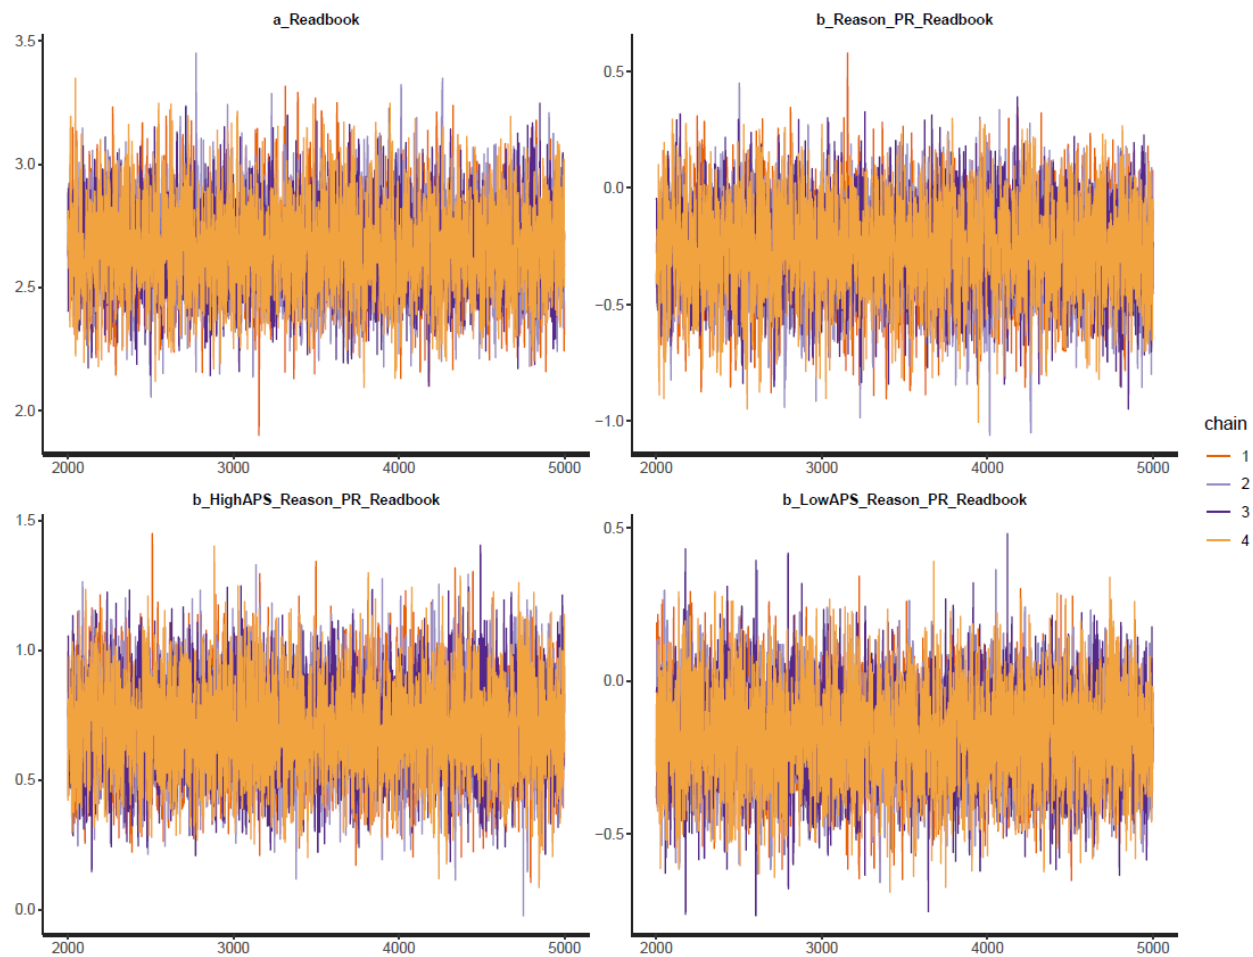 a_Readbook
b_Reason_PR_Readbook
3.5
3.0
2.5
2.0
2000 3000 4000 5000
0.5
0.0
−0.5
−1.0
2000 3000 4000 5000
b_HighAPS_Reason_PR_Readbook
b_LowAPS_Reason_PR_Readbook
1.5
1.0
0.5
0.0
2000 3000 4000 5000
0.5
0.0
−0.5
2000 3000 4000 5000
chain
1
2
3
4